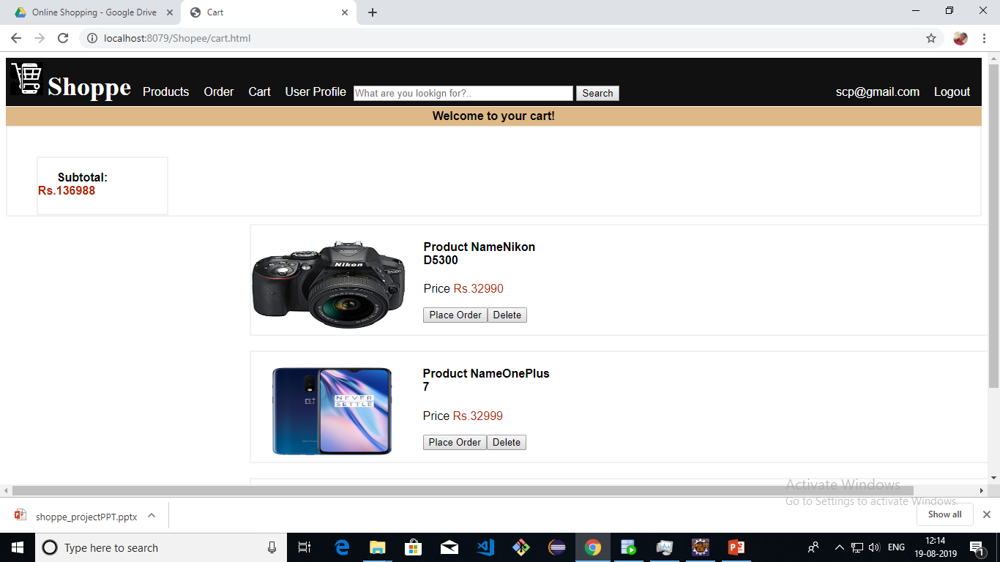 Online Shopping - Google Drive
Cart
localhost:8079/Shopee/cart.html
Shoppe Products Order Cart User Profile What are you lookign for?.. Search scp@gmail.com Logout
Welcome to your cart!
Subtotal:
Rs.136988
Nikon
D5300
Product NameNikon
D5300
Price Rs.32990
Place Order Delete
NEVER
SETTLE
Product NameOnePlus
7
Price Rs.32999
Place Order Delete
Activate Windows
Go to Settings to activate Windows.
shoppe_projectPPT.pptx
Show all
Type here to search
ENG
12:14
19-08-2019
1